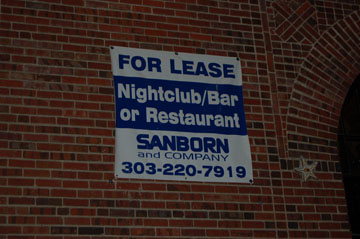 FOR LEASE
Nightclub/Bar
or Restaurant
SANBORN
and COMPANY
303-220-7919